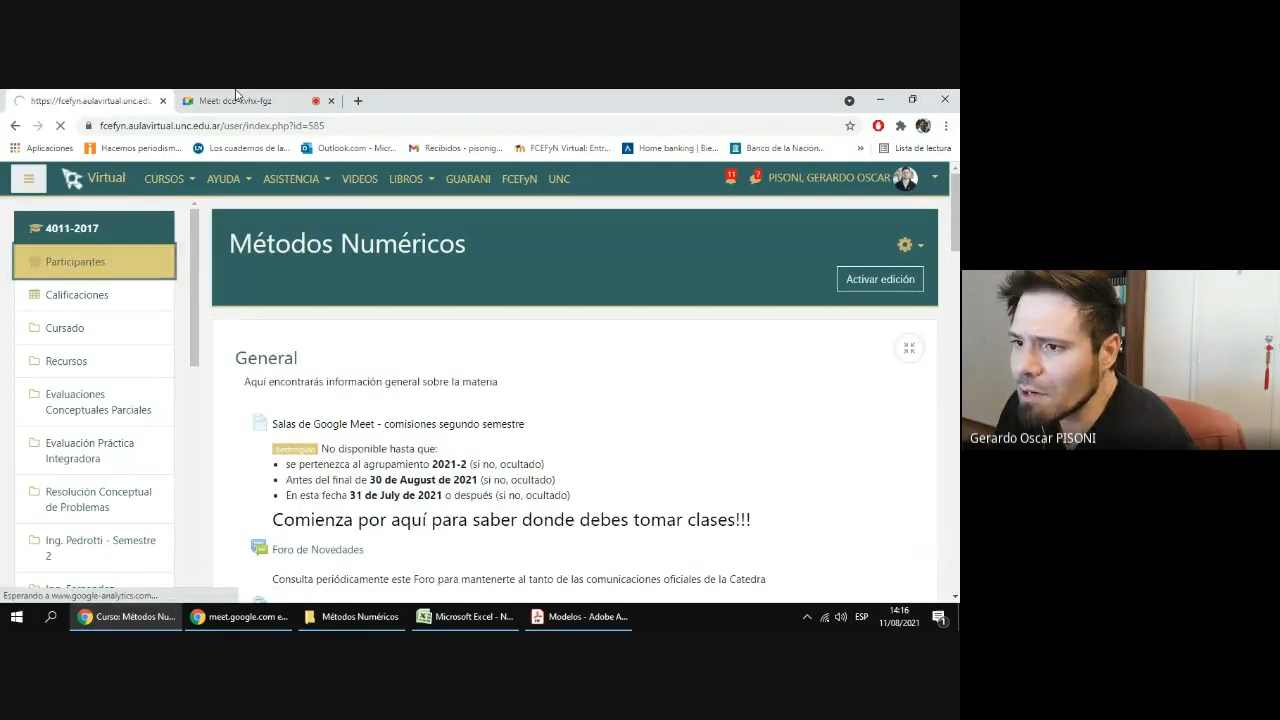 https://fcefyn.aulavirtual.unc.edu
Meet: dco-
-fgz
fcefyn.aulavirtual.unc.edu.ar/user/index.php?id=585
Aplicaciones
Hacemos periodism...
Los cuadernos de la...
Outlook.com - Micr...
Recibidos - pisonig...
FCEFyN Virtual: Entr...
Home banking | Bie...
Banco de la Nación...
»
Lista de lectura
Virtual
CURSOS
AYUDA
ASISTENCIA
VIDEOS
LIBROS
GUARANI
FCEFyN
UNC
11
7
PISONI, GERARDO OSCAR
4011-2017
Participantes
Calificaciones
Cursado
Recursos
Evaluaciones
Conceptuales Parciales
Evaluación Práctica
Integradora
Resolución Conceptual
de Problemas
Ing. Pedrotti - Semestre
2
Ing. Fernandez
Métodos Numéricos
Activar edición
General
Aquí encontrarás información general sobre la materia
Salas de Google Meet - comisiones segundo semestre
Restringido No disponible hasta que:
• se pertenezca al agrupamiento 2021-2 (si no, ocultado)
• Antes del final de 30 de August de 2021 (si no, ocultado)
• En esta fecha 31 de July de 2021 o después (si no, ocultado)
Comienza por aquí para saber donde debes tomar clases!!!
Foro de Novedades
Consulta periódicamente este Foro para mantenerte al tanto de las comunicaciones oficiales de la Catedra
Esperando a www.google-analytics.com...
Curso: Métodos Nu...
meet.google.com e...
Métodos Numéricos
Microsoft Excel - N...
Modelos - Adobe A...
ESP
14:16
11/08/2021
1
Gerardo Oscar PISONI